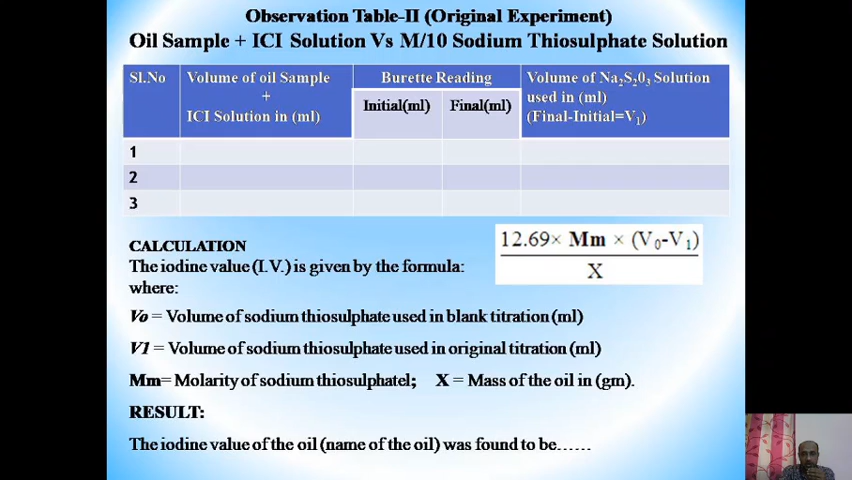 Observation Table-II (Original Experiment)
Oil Sample + ICI Solution Vs M/10 Sodium Thiosulphate Solution
Sl.No
Volume of oil Sample
+
ICI Solution in (ml)
Burette Reading
Initial(ml)
Final(ml)
Volume of Na₂S₂0₃ Solution
used in (ml)
(Final-Initial=V₁)
1
2
3
CALCULATION
The iodine value (I.V.) is given by the formula:
where:
12.69× Mm × (V₀-V₁)
X
Vo = Volume of sodium thiosulphate used in blank titration (ml)
V1 = Volume of sodium thiosulphate used in original titration (ml)
Mm= Molarity of sodium thiosulphatel; X = Mass of the oil in (gm).
RESULT:
The iodine value of the oil (name of the oil) was found to be……